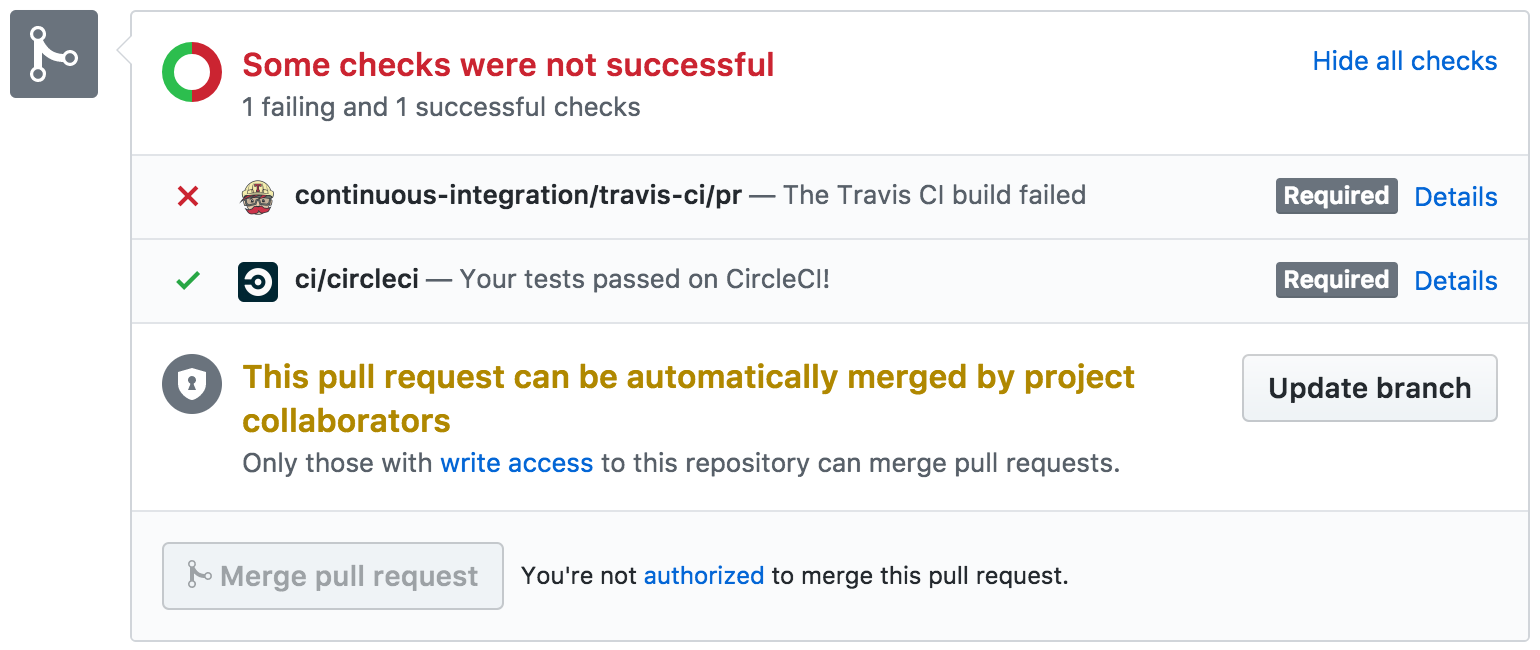 Some checks were not successful
Hide all checks
1 failing and 1 successful checks
continuous-integration/travis-ci/pr — The Travis CI build failed
Required
Details
ci/circleci — Your tests passed on CircleCI!
Required
Details
This pull request can be automatically merged by project
collaborators
Update branch
Only those with write access to this repository can merge pull requests.
Merge pull request
You're not authorized to merge this pull request.